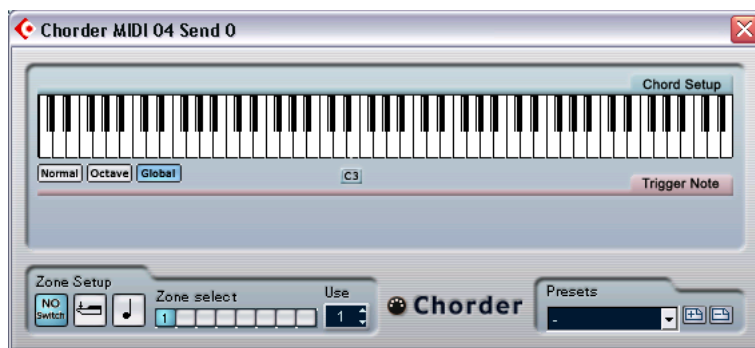 Chorder MIDI 04 Send 0
Chord Setup
Normal Octave Global
C3
Trigger Note
Zone Setup
NO
Switch
Zone select
1
Use
1
Chorder
Presets
-